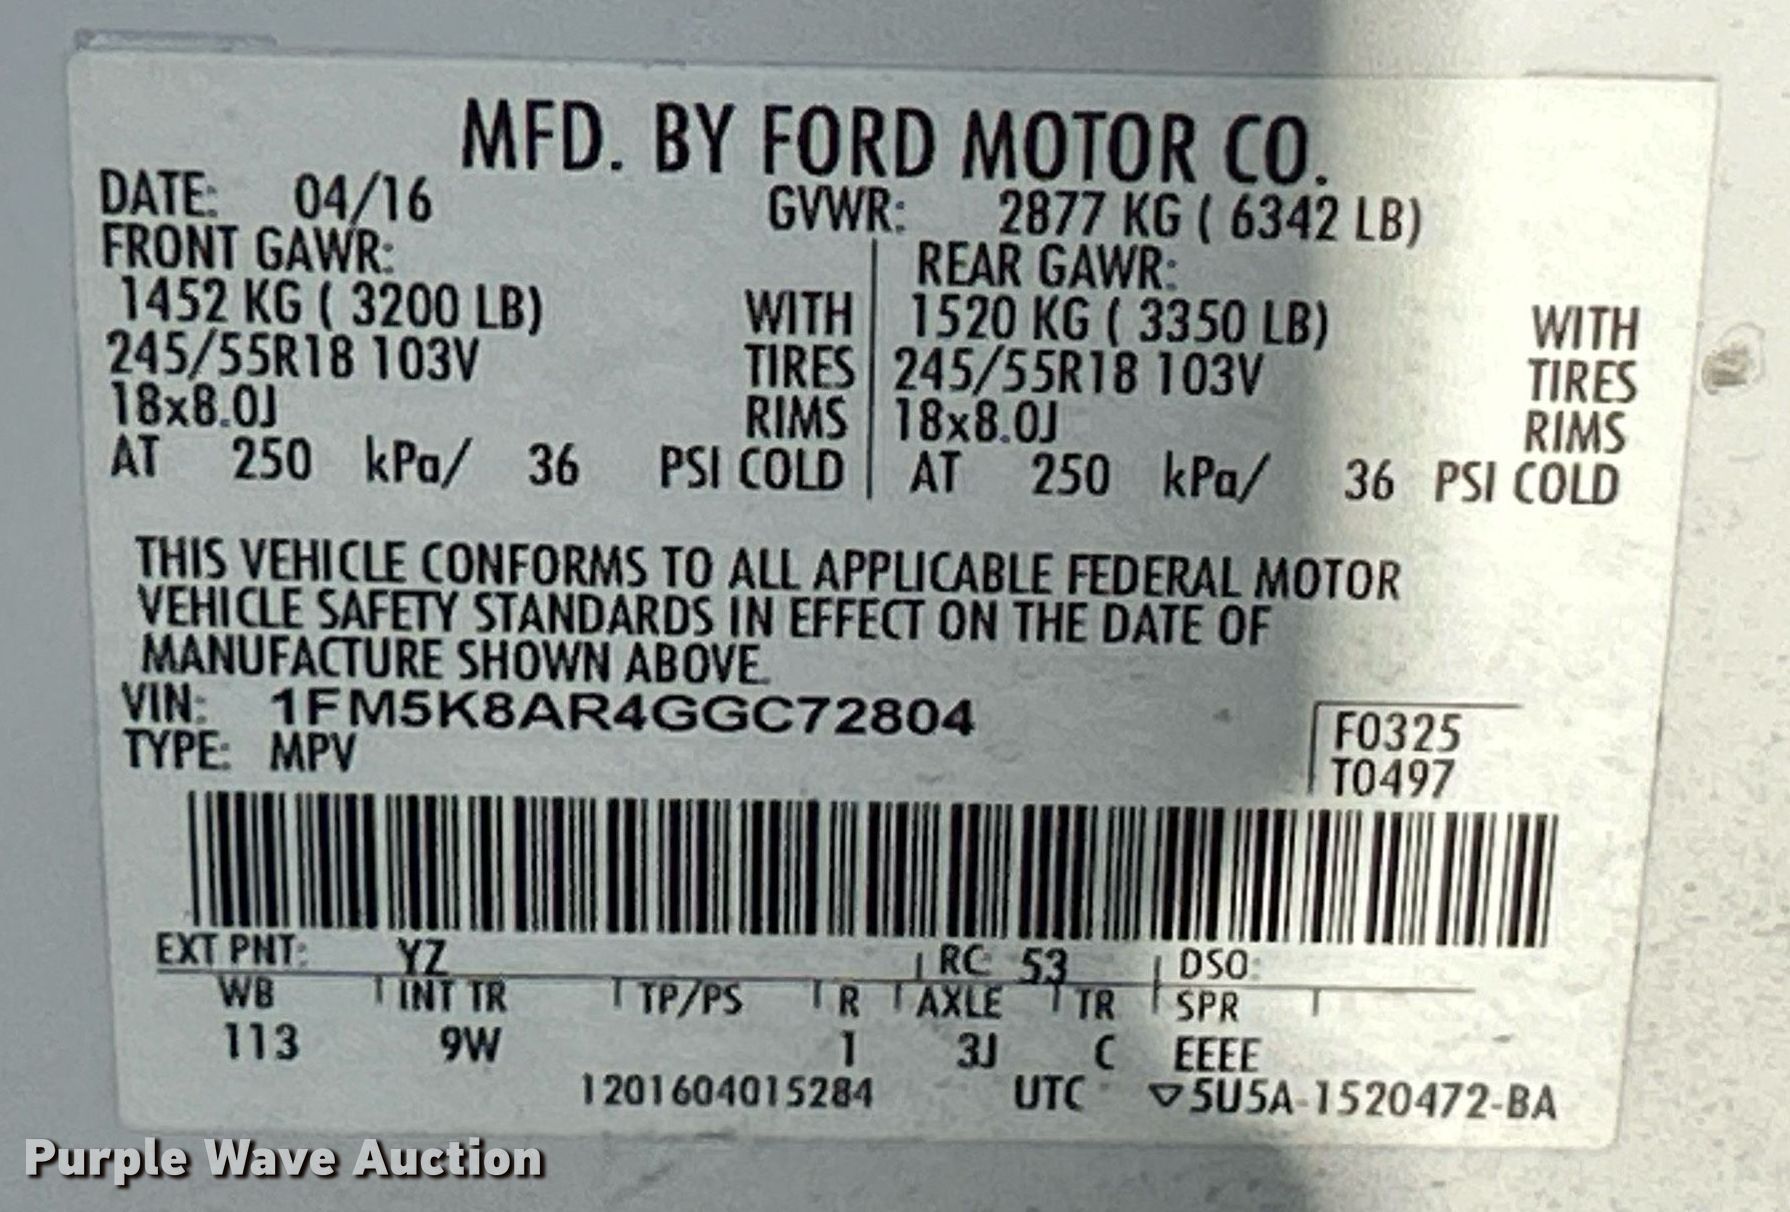 MFD. BY FORD MOTOR CO.
DATE: 04/16 GVWR: 2877 KG ( 6342 LB)
FRONT GAWR: REAR GAWR:
1452 KG ( 3200 LB) WITH 1520 KG ( 3350 LB) WITH
245/55R18 103V TIRES 245/55R18 103V TIRES
18x8.0J RIMS 18x8.0J RIMS
AT 250 kPa/ 36 PSI COLD AT 250 kPa/ 36 PSI COLD
THIS VEHICLE CONFORMS TO ALL APPLICABLE FEDERAL MOTOR
VEHICLE SAFETY STANDARDS IN EFFECT ON THE DATE OF
MANUFACTURE SHOWN ABOVE.
VIN: 1FM5K8AR4GGC72804 F0325
TYPE: MPV T0497
EXT PNT: YZ RC: 53 DSO:
WB INT TR TP/PS R AXLE TR SPR
113 9W 1 3J C EEEE
1201604015284 UTC ▽5U5A-1520472-BA
Purple Wave Auction